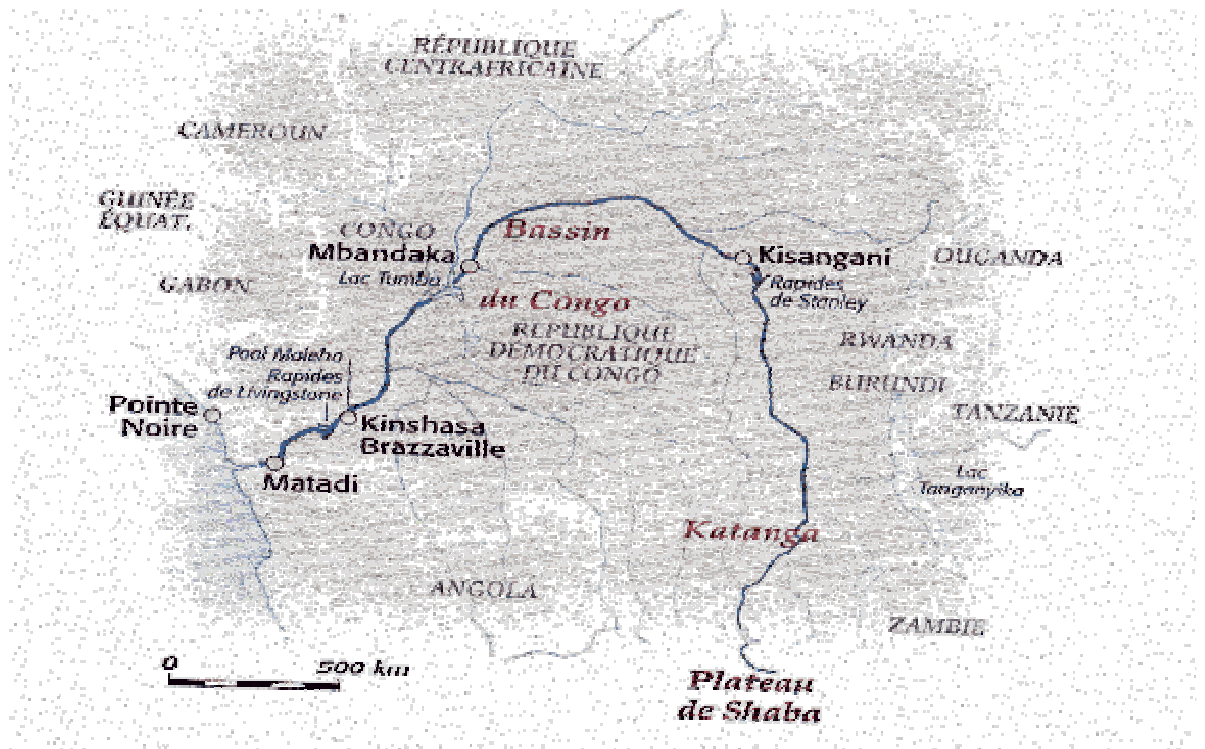 RÉPUBLIQUE
CENTRAFRICAINE
CAMEROUN
GUINÉE
ÉQUAT.
CONGO
Bassin
Mbandaka
Kisangani
OUGANDA
Lac Tumba
GABON
Rapides
de Stanley
du Congo
RÉPUBLIQUE
DÉMOCRATIQUE
DU CONGO
RWANDA
Pool Malebo
Rapides
de Livingstone
BURUNDI
Pointe
Noire
TANZANIE
Kinshasa
Brazzaville
Matadi
Lac
Tanganyika
Katanga
ANGOLA
ZAMBIE
0
500 km
Plateau
de Shaba